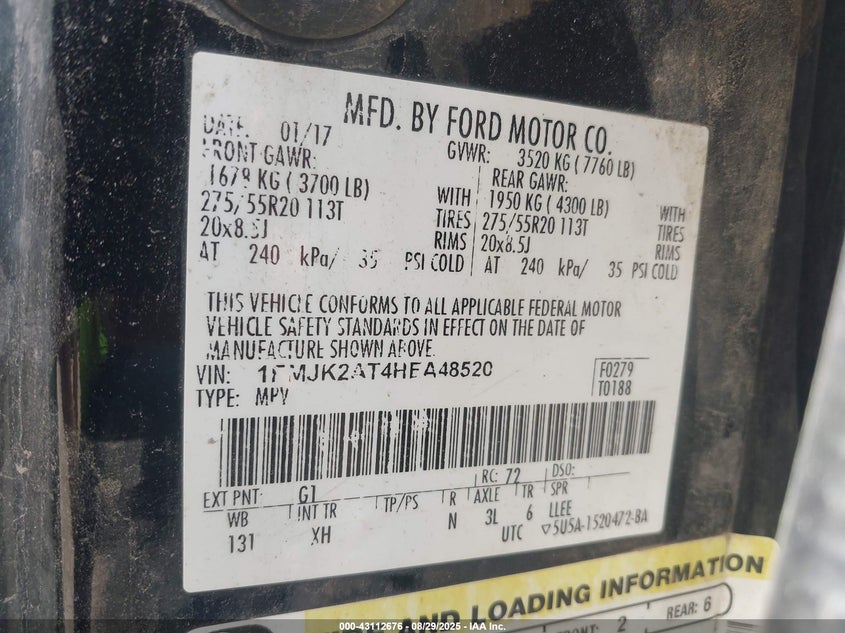 MFD. BY FORD MOTOR CO.
DATE: 01/17 GVWR: 3520 KG ( 7760 LB)
FRONT GAWR: REAR GAWR:
1678 KG ( 3700 LB) WITH 1950 KG ( 4300 LB) WITH
275/55R20 113T TIRES 275/55R20 113T TIRES
20x8.5J RIMS 20x8.5J RIMS
AT 240 kPa/ 35 PSI COLD AT 240 kPa/ 35 PSI COLD
THIS VEHICLE CONFORMS TO ALL APPLICABLE FEDERAL MOTOR
VEHICLE SAFETY STANDARDS IN EFFECT ON THE DATE OF
MANUFACTURE SHOWN ABOVE.
VIN: 1FMJK2AT4HEA48520 F0279
TYPE: MPV T0188
EXT PNT: G1 RC: 72 DSO:
WB INT TR TP/PS R AXLE TR SPR
131 XH N 3L 6 LLEE
UTC ▽5U5A-1520472-BA
AND LOADING INFORMATION
2 REAR: 6
000-43112676 - 08/29/2025 - IAA Inc.